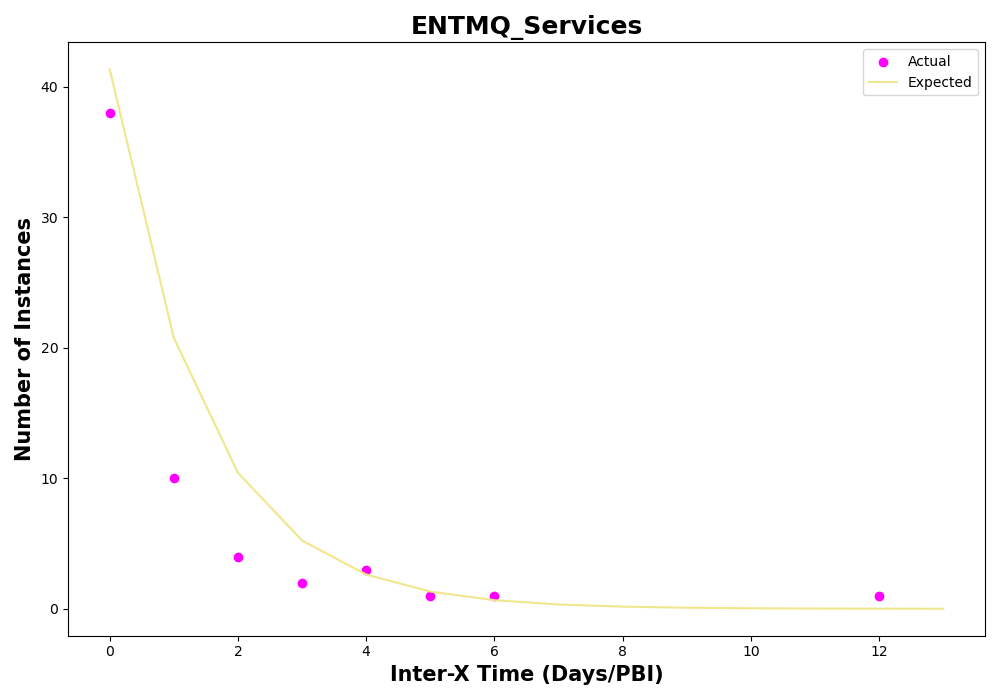 ENTMQ_Services
Actual
Expected
Number of Instances
40
30
20
10
0
0 2 4 6 8 10 12
Inter-X Time (Days/PBI)